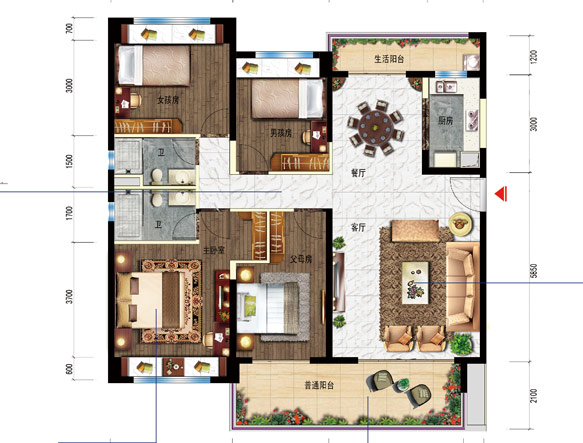 700
3000
1500
1700
3700
600
女孩房
男孩房
生活阳台
厨房
卫
餐厅
卫
客厅
主卧室
父母房
普通阳台
1200
3000
5650
2100